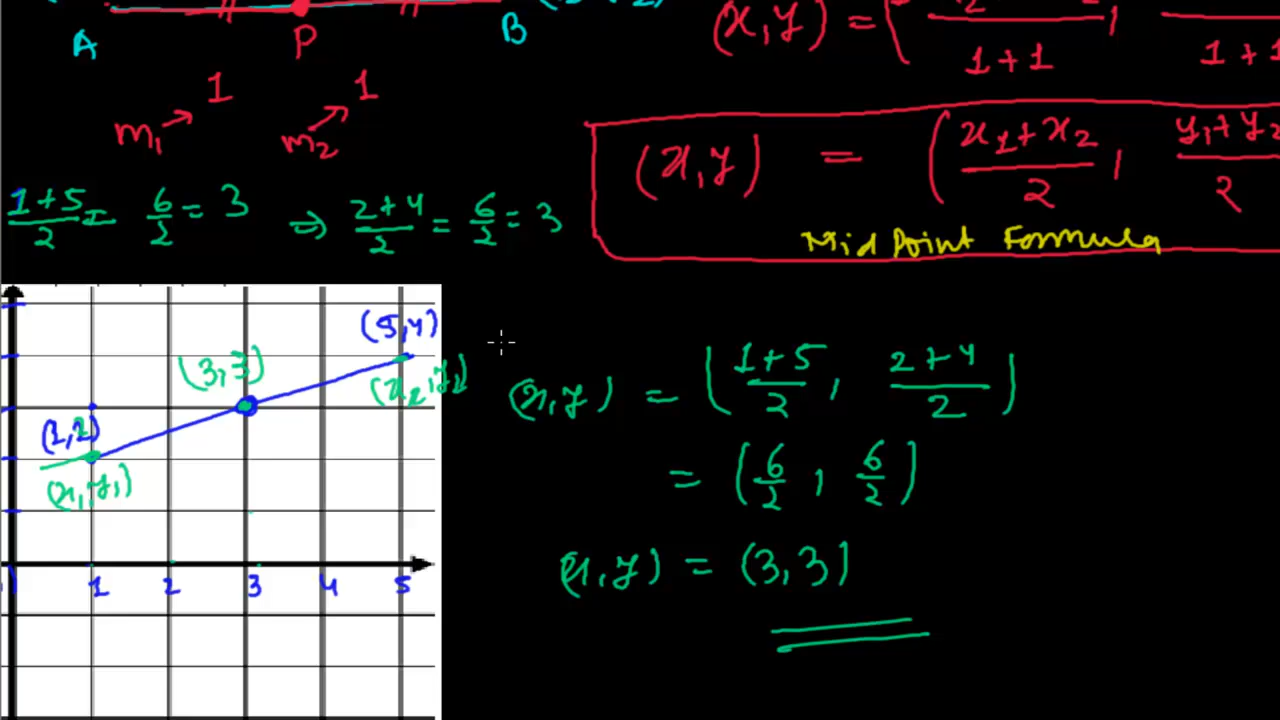 A P B
(x,y) = (
1+1 , 1+1
m₁ → 1 m₂ → 1
(x,y) = (x₁+x₂/2 , y₁+y₂/2
Mid Point Formula
1+5/2 = 6/2 = 3 ⇒ 2+4/2 = 6/2 = 3
(5,4)
(x₂,y₂)
(3,3)
(1,2)
(x₁,y₁)
1 2 3 4 5
(x,y) = (1+5/2 , 2+4/2)
= (6/2 , 6/2)
(x,y) = (3,3)